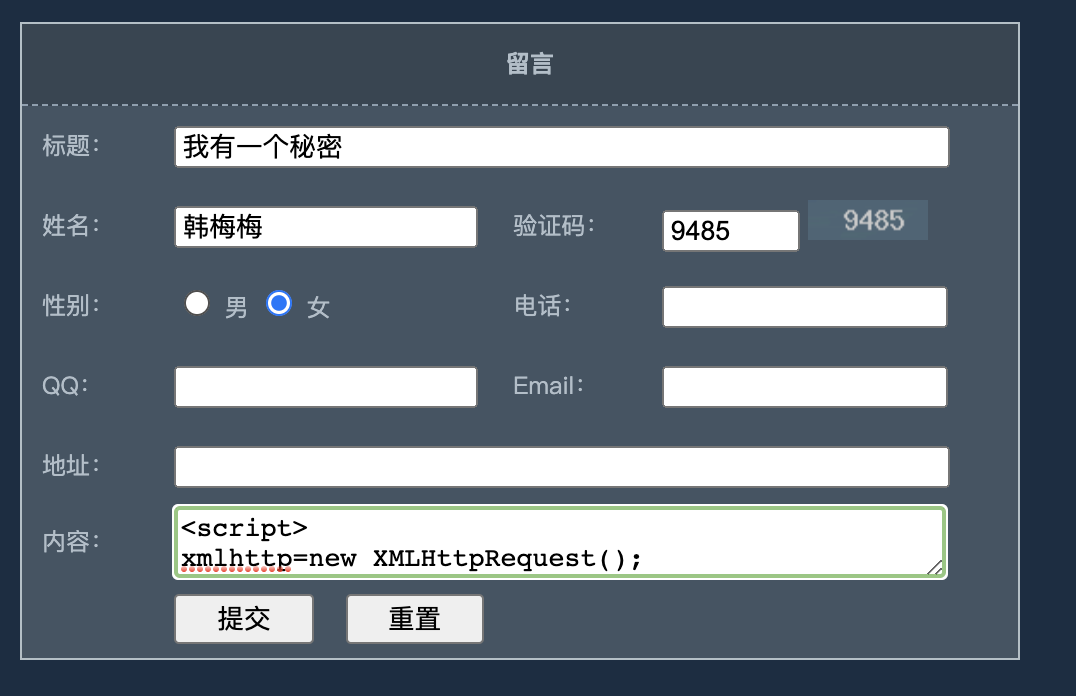 留言
标题： 我有一个秘密
姓名： 韩梅梅 验证码： 9485 9485
性别： 男 女 电话：
QQ： Email：
地址：
内容： <script>
xmlhttp=new XMLHttpRequest();
提交 重置